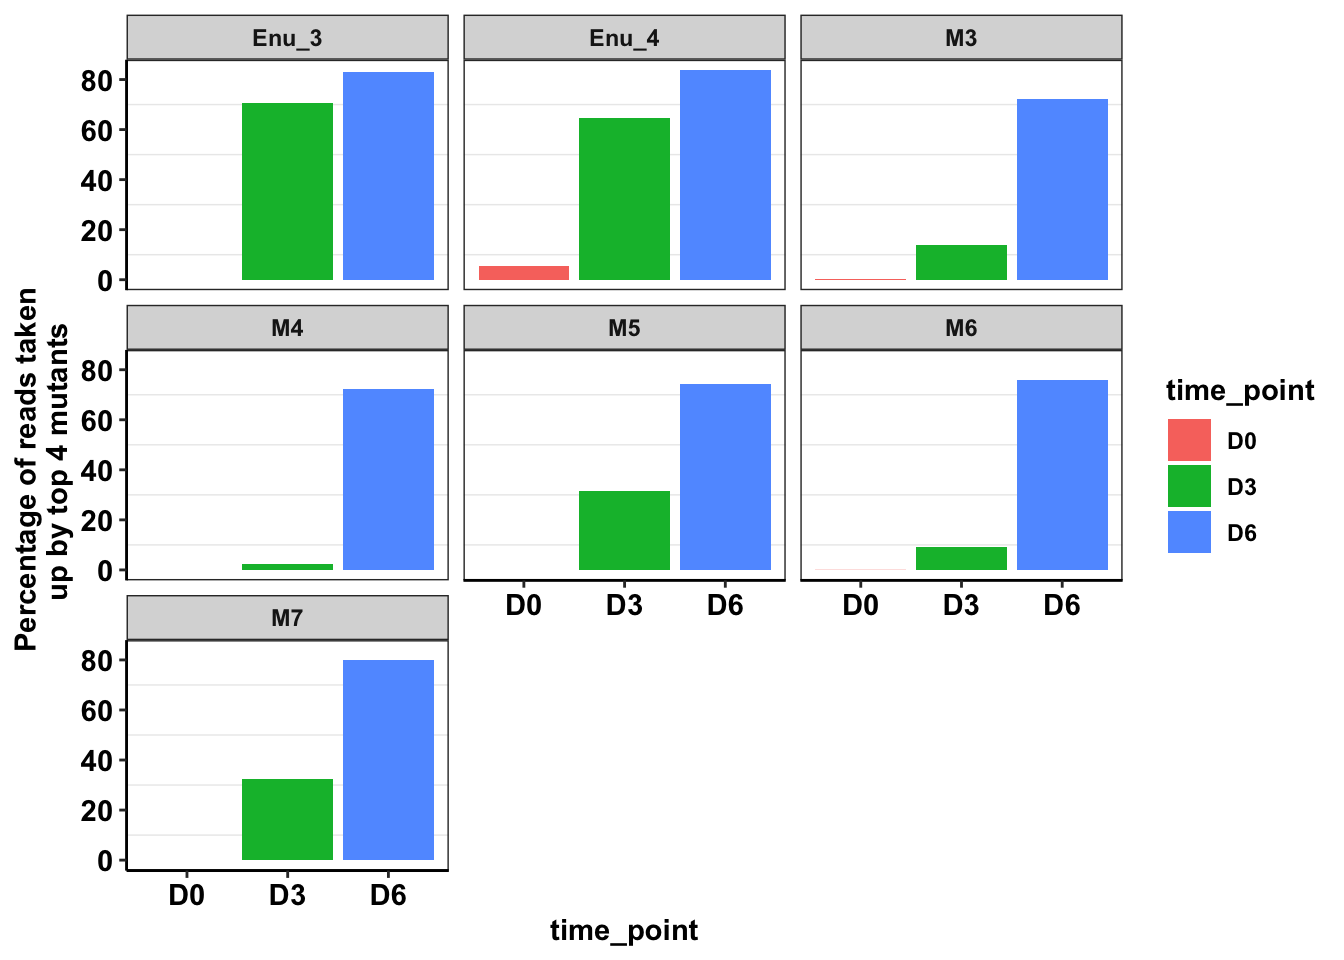 Enu_3
Enu_4
M3
80
60
40
20
0
M4
M5
M6
80
60
40
20
0
D0 D3 D6
D0 D3 D6
M7
80
60
40
20
0
D0 D3 D6
time_point
Percentage of reads taken
up by top 4 mutants
time_point
D0
D3
D6